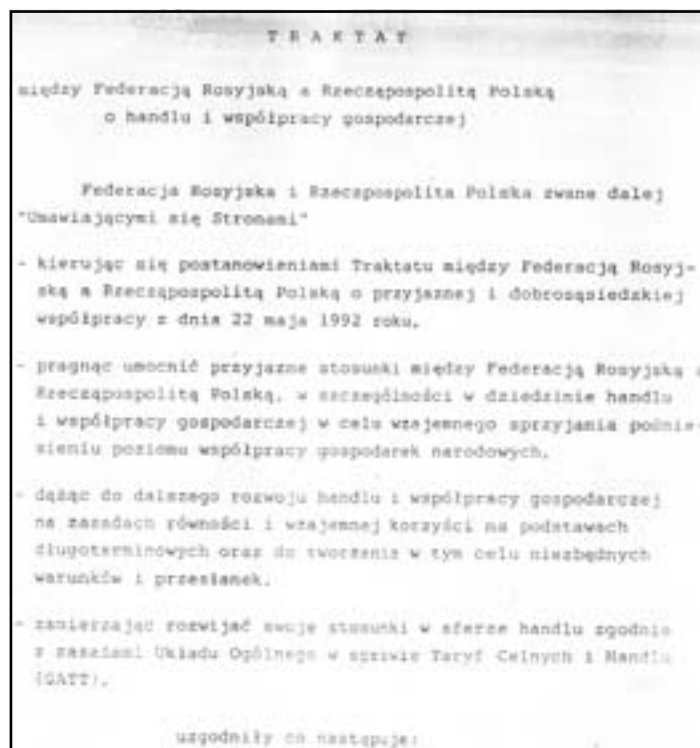 T R A K T A T
między Federacją Rosyjską a Rzecząpospolitą Polską
o handlu i współpracy gospodarczej
Federacja Rosyjska i Rzeczpospolita Polska zwane dalej
"Umawiającymi się Stronami"
- kierując się postanowieniami Traktatu między Federacją Rosyj-
ską a Rzecząpospolitą Polską o przyjaznej i dobrosąsiedzkiej
współpracy z dnia 22 maja 1992 roku,
- pragnąc umocnić przyjazne stosunki między Federacją Rosyjską a
Rzecząpospolitą Polską, w szczególności w dziedzinie handlu
i współpracy gospodarczej w celu wzajemnego sprzyjania podnie-
sieniu poziomu współpracy gospodarek narodowych,
- dążąc do dalszego rozwoju handlu i współpracy gospodarczej
na zasadach równości i wzajemnej korzyści na podstawach
długoterminowych oraz do tworzenia w tym celu niezbędnych
warunków i przesłanek,
- zamierzając rozwijać swoje stosunki w sferze handlu zgodnie
z zasadami Układu Ogólnego w sprawie Taryf Celnych i Handlu
(GATT),
uzgodniły co następuje: